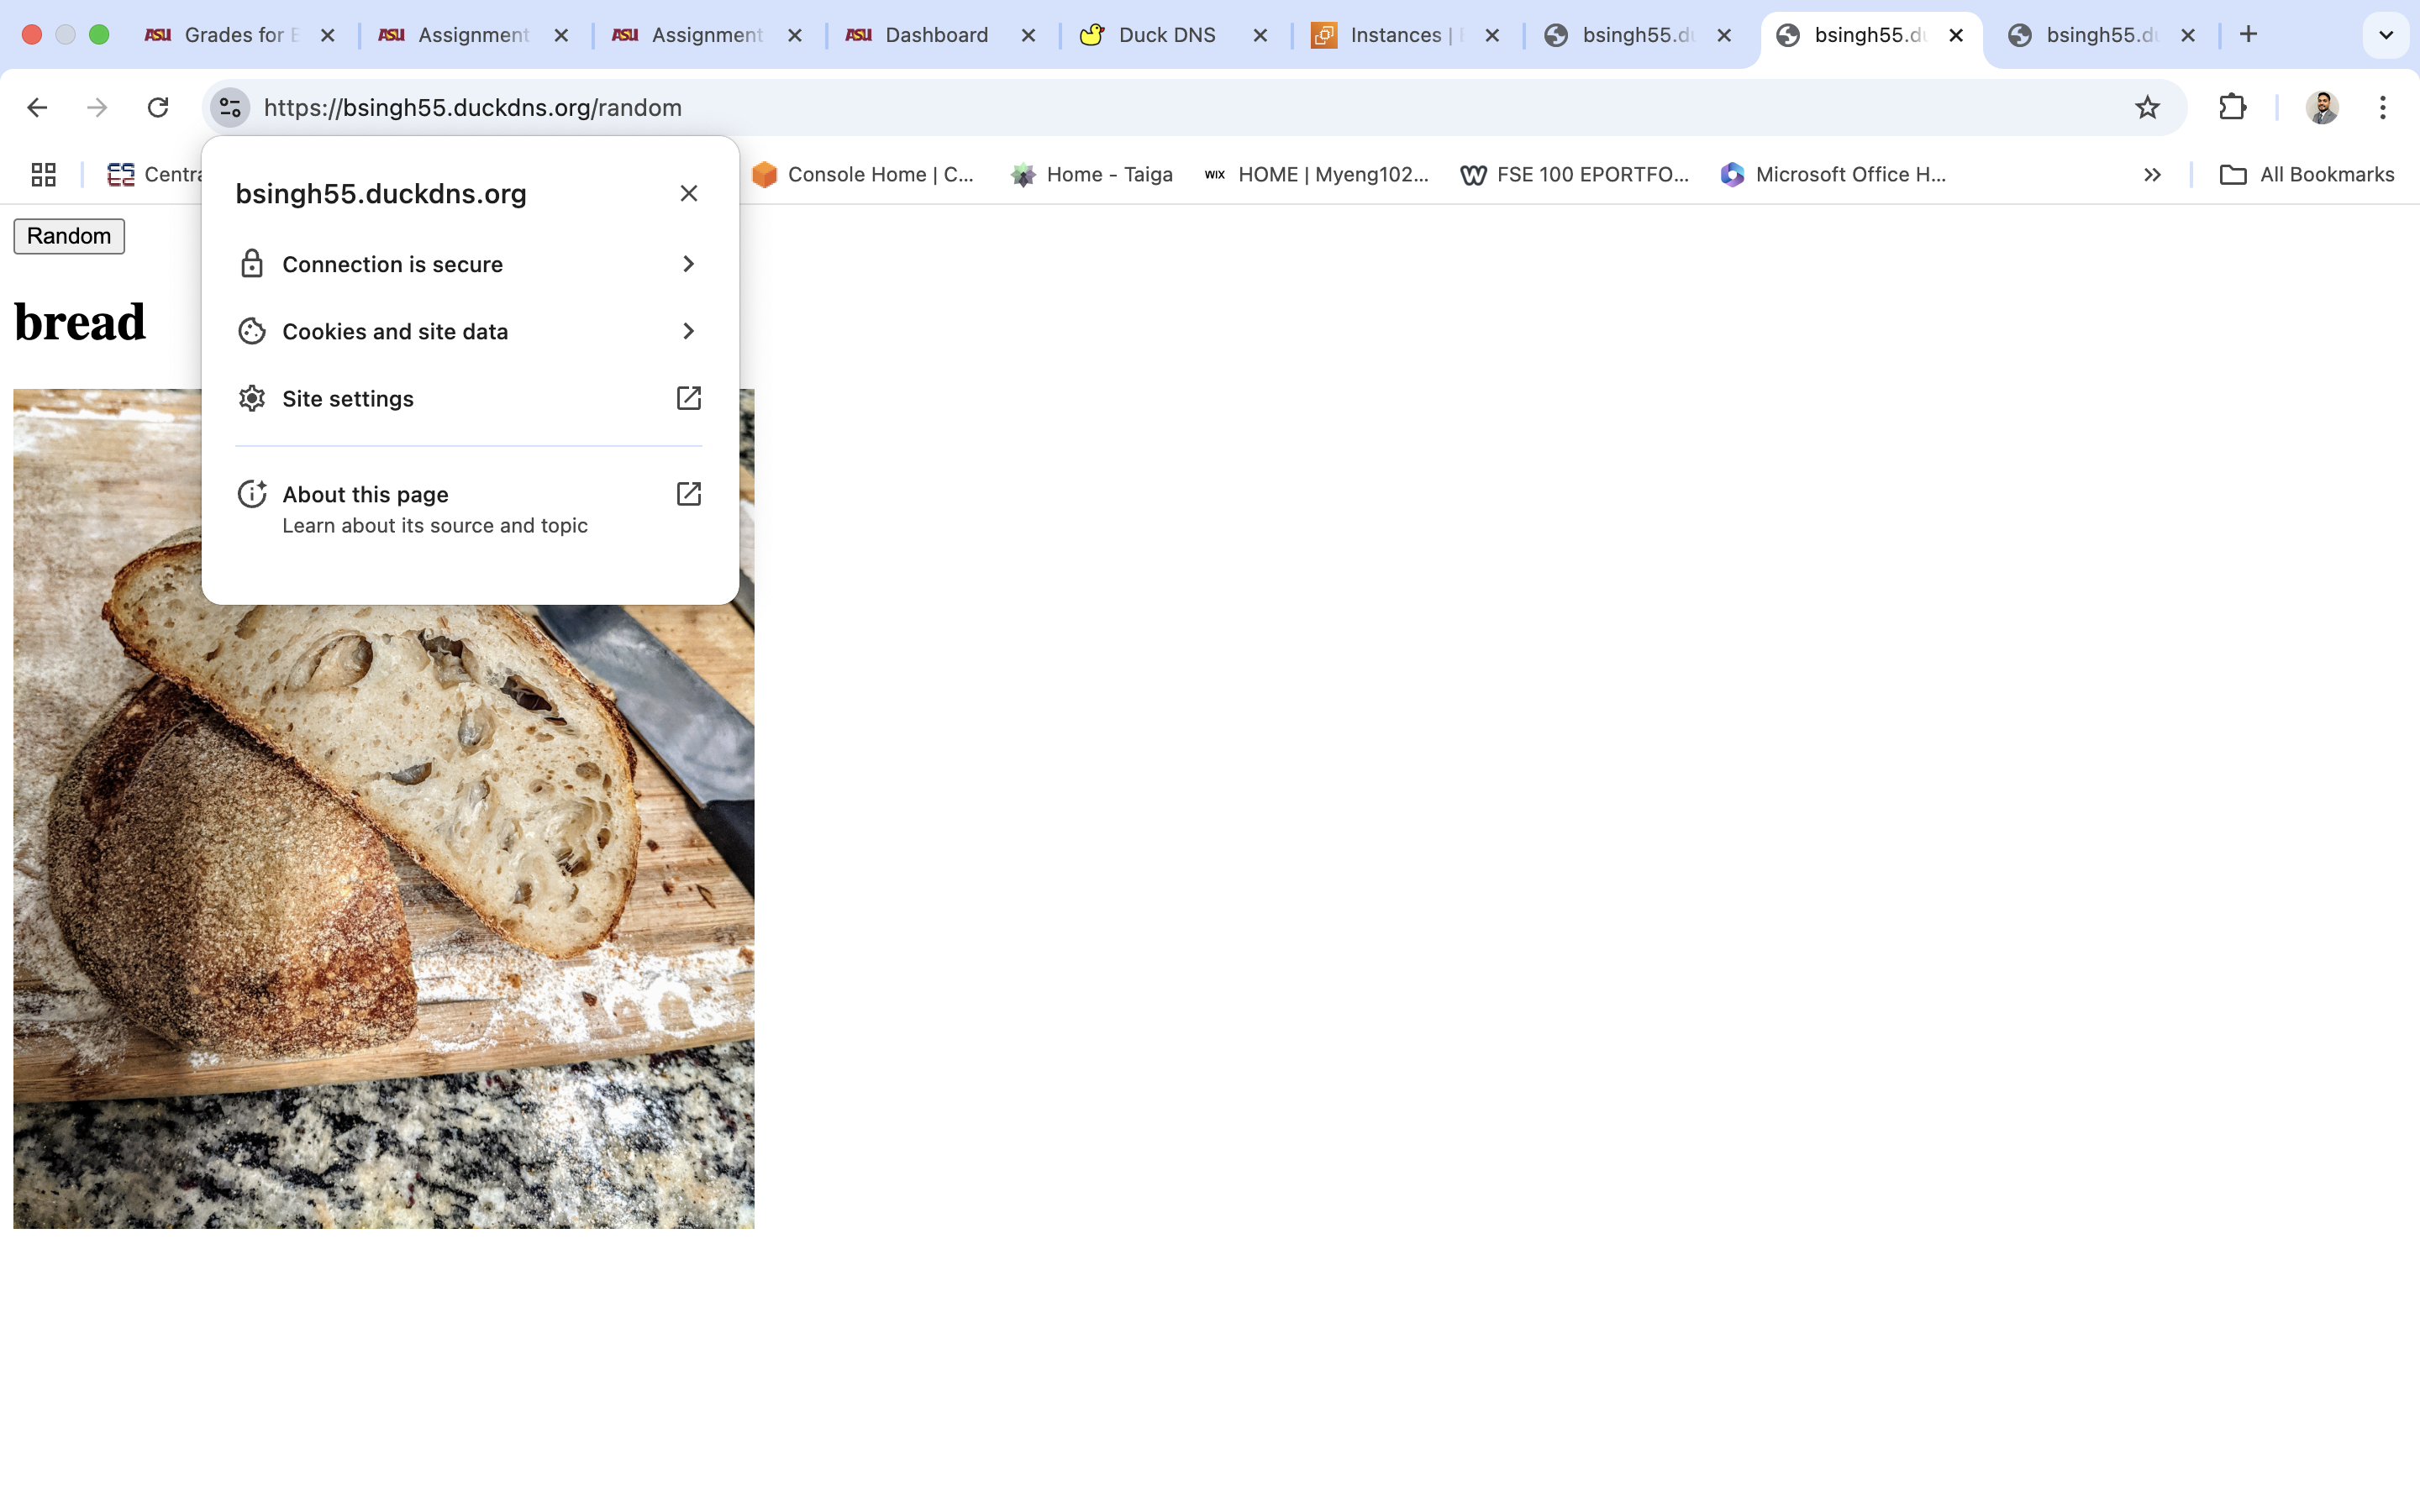 ASU Grades for E
ASU Assignment
ASU Assignment
ASU Dashboard
Duck DNS
Instances | E
bsingh55.du
bsingh55.du
bsingh55.du
https://bsingh55.duckdns.org/random
Centra
Console Home | C...
Home - Taiga
WIX HOME | Myeng102...
FSE 100 EPORTFO...
Microsoft Office H...
All Bookmarks
bsingh55.duckdns.org
Connection is secure
Cookies and site data
Site settings
About this page
Learn about its source and topic
Random
bread